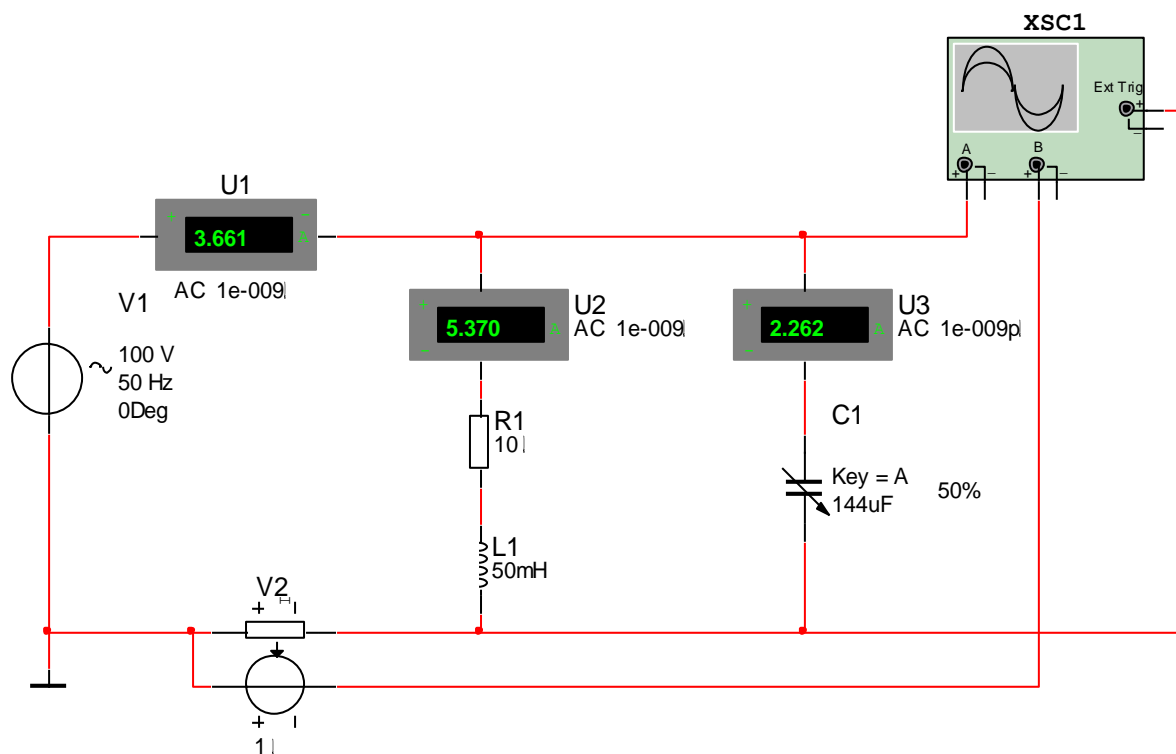 XSC1
Ext Trig
+
−
A
B
+ −
+ −
U1
+ −
3.661 A
AC 1e-009
V1
100 V
50 Hz
0Deg
U2
+
5.370 A
−
AC 1e-009
U3
+
2.262 A
−
AC 1e-009p
R1
10
C1
Key = A
144uF
50%
L1
50mH
V2
+
+
1